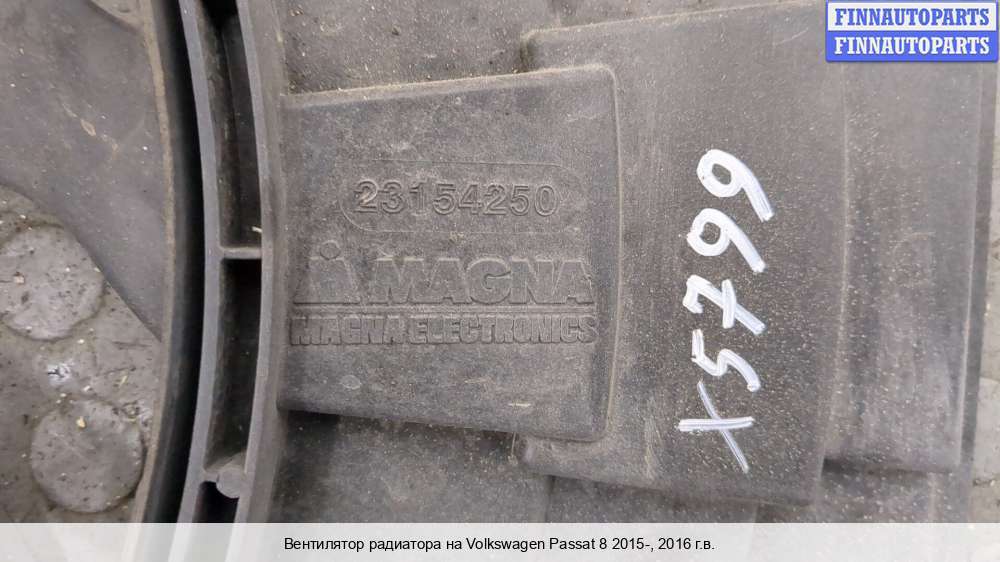 FINNAUTOPARTS
FINNAUTOPARTS
23154250
MAGNA
MAGNA ELECTRONICS
X5799
Вентилятор радиатора на Volkswagen Passat 8 2015-, 2016 г.в.